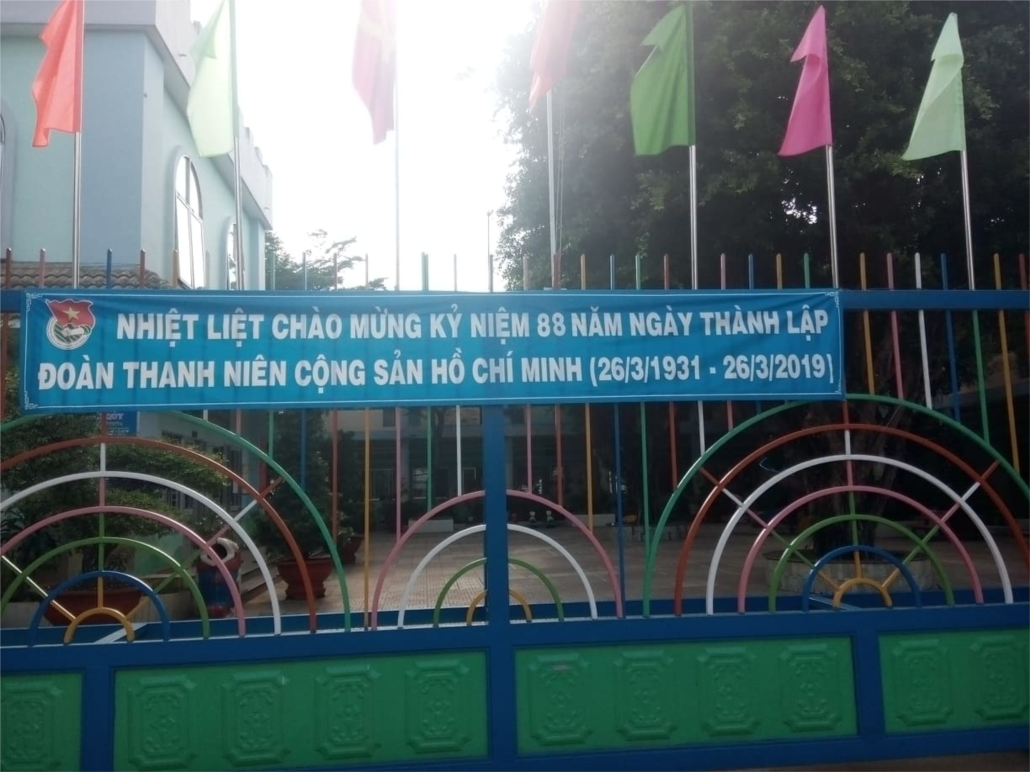 NHIỆT LIỆT CHÀO MỪNG KỶ NIỆM 88 NĂM NGÀY THÀNH LẬP
ĐOÀN THANH NIÊN CỘNG SẢN HỒ CHÍ MINH (26/3/1931 - 26/3/2019)